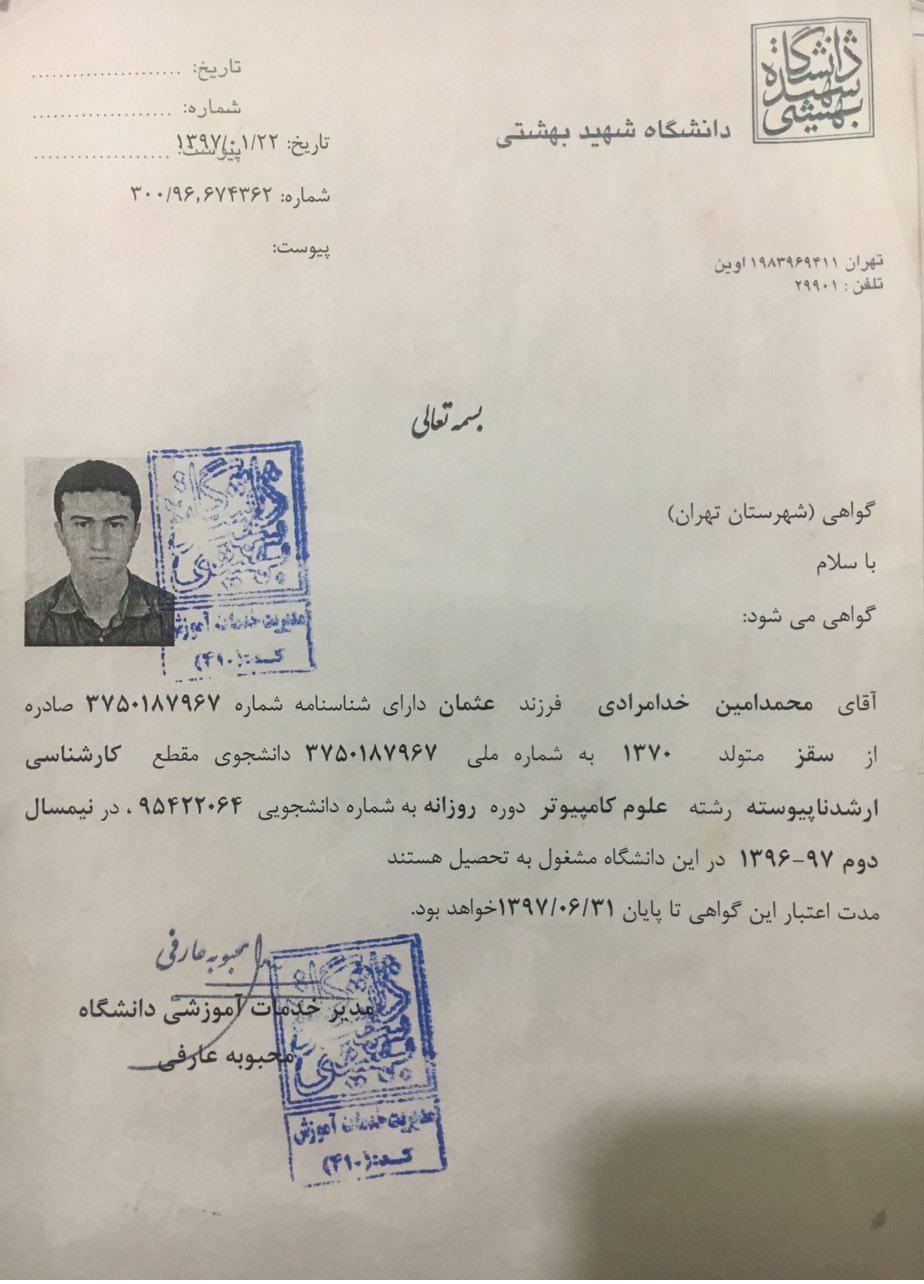 دانشگاه شهید بهشتی
دانشگاه شهید بهشتی
تاریخ: ......................
شماره: ....................
پیوست: ....................
تاریخ: ۱۳۹۷/۰۱/۲۲
شماره: ۳۰۰/۹۶,۶۷۴۳۶۲
پیوست:
تهران ۱۹۸۳۹۶۹۴۱۱ اوین
تلفن : ۲۹۹۰۱
بسمه تعالی
گواهی (شهرستان تهران)
با سلام
گواهی می شود:
دانشگاه شهید بهشتی
مدیریت خدمات آموزش
کد:(۴۱۰)
آقای محمدامین خدامرادی فرزند عثمان دارای شناسنامه شماره ۳۷۵۰۱۸۷۹۶۷ صادره
از سقز متولد ۱۳۷۰ به شماره ملی ۳۷۵۰۱۸۷۹۶۷ دانشجوی مقطع کارشناسی
ارشدناپیوسته رشته علوم کامپیوتر دوره روزانه به شماره دانشجویی ۹۵۴۲۲۰۶۴ ، در نیمسال
دوم ۹۷-۱۳۹۶ در این دانشگاه مشغول به تحصیل هستند
مدت اعتبار این گواهی تا پایان ۱۳۹۷/۰۶/۳۱خواهد بود.
محبوبه عارفی
مدیر خدمات آموزشی دانشگاه
محبوبه عارفی
دانشگاه شهید بهشتی
مدیریت خدمات آموزش
کد:(۴۱۰)